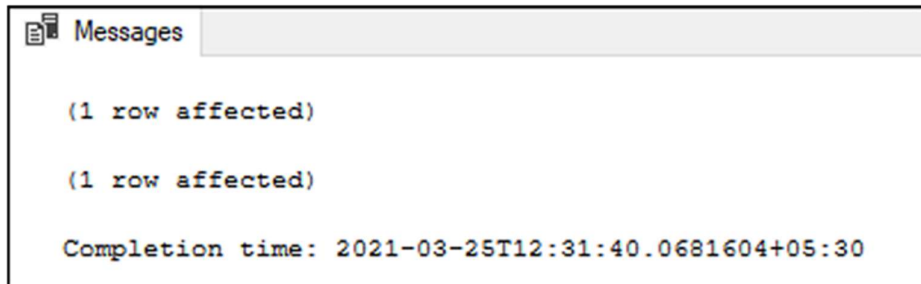 Messages
(1 row affected)
(1 row affected)
Completion time: 2021-03-25T12:31:40.0681604+05:30